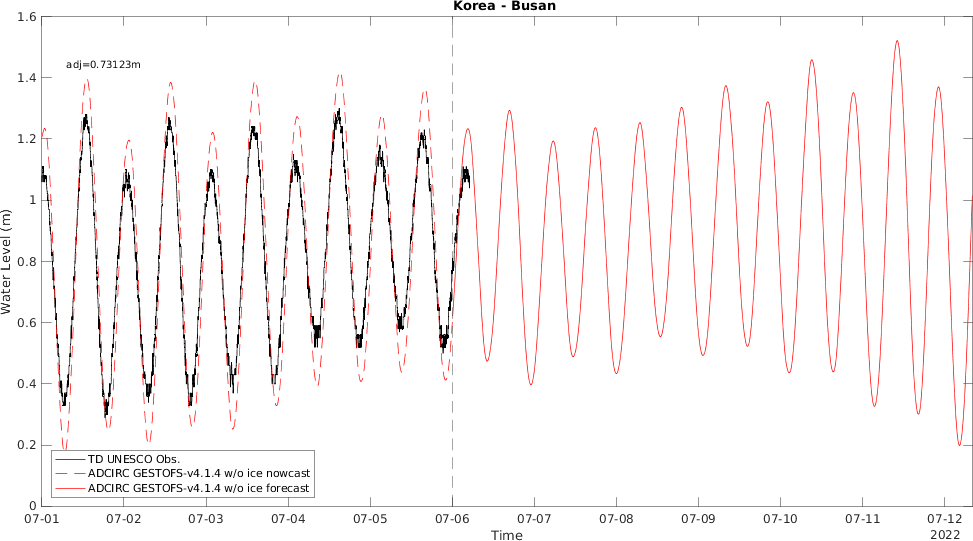 Korea - Busan
1.6
1.4
1.2
1
0.8
0.6
0.4
0.2
0
Water Level (m)
adj=0.73123m
TD UNESCO Obs.
ADCIRC GESTOFS-v4.1.4 w/o ice nowcast
ADCIRC GESTOFS-v4.1.4 w/o ice forecast
07-01 07-02 07-03 07-04 07-05 07-06 07-07 07-08 07-09 07-10 07-11 07-12
2022
Time